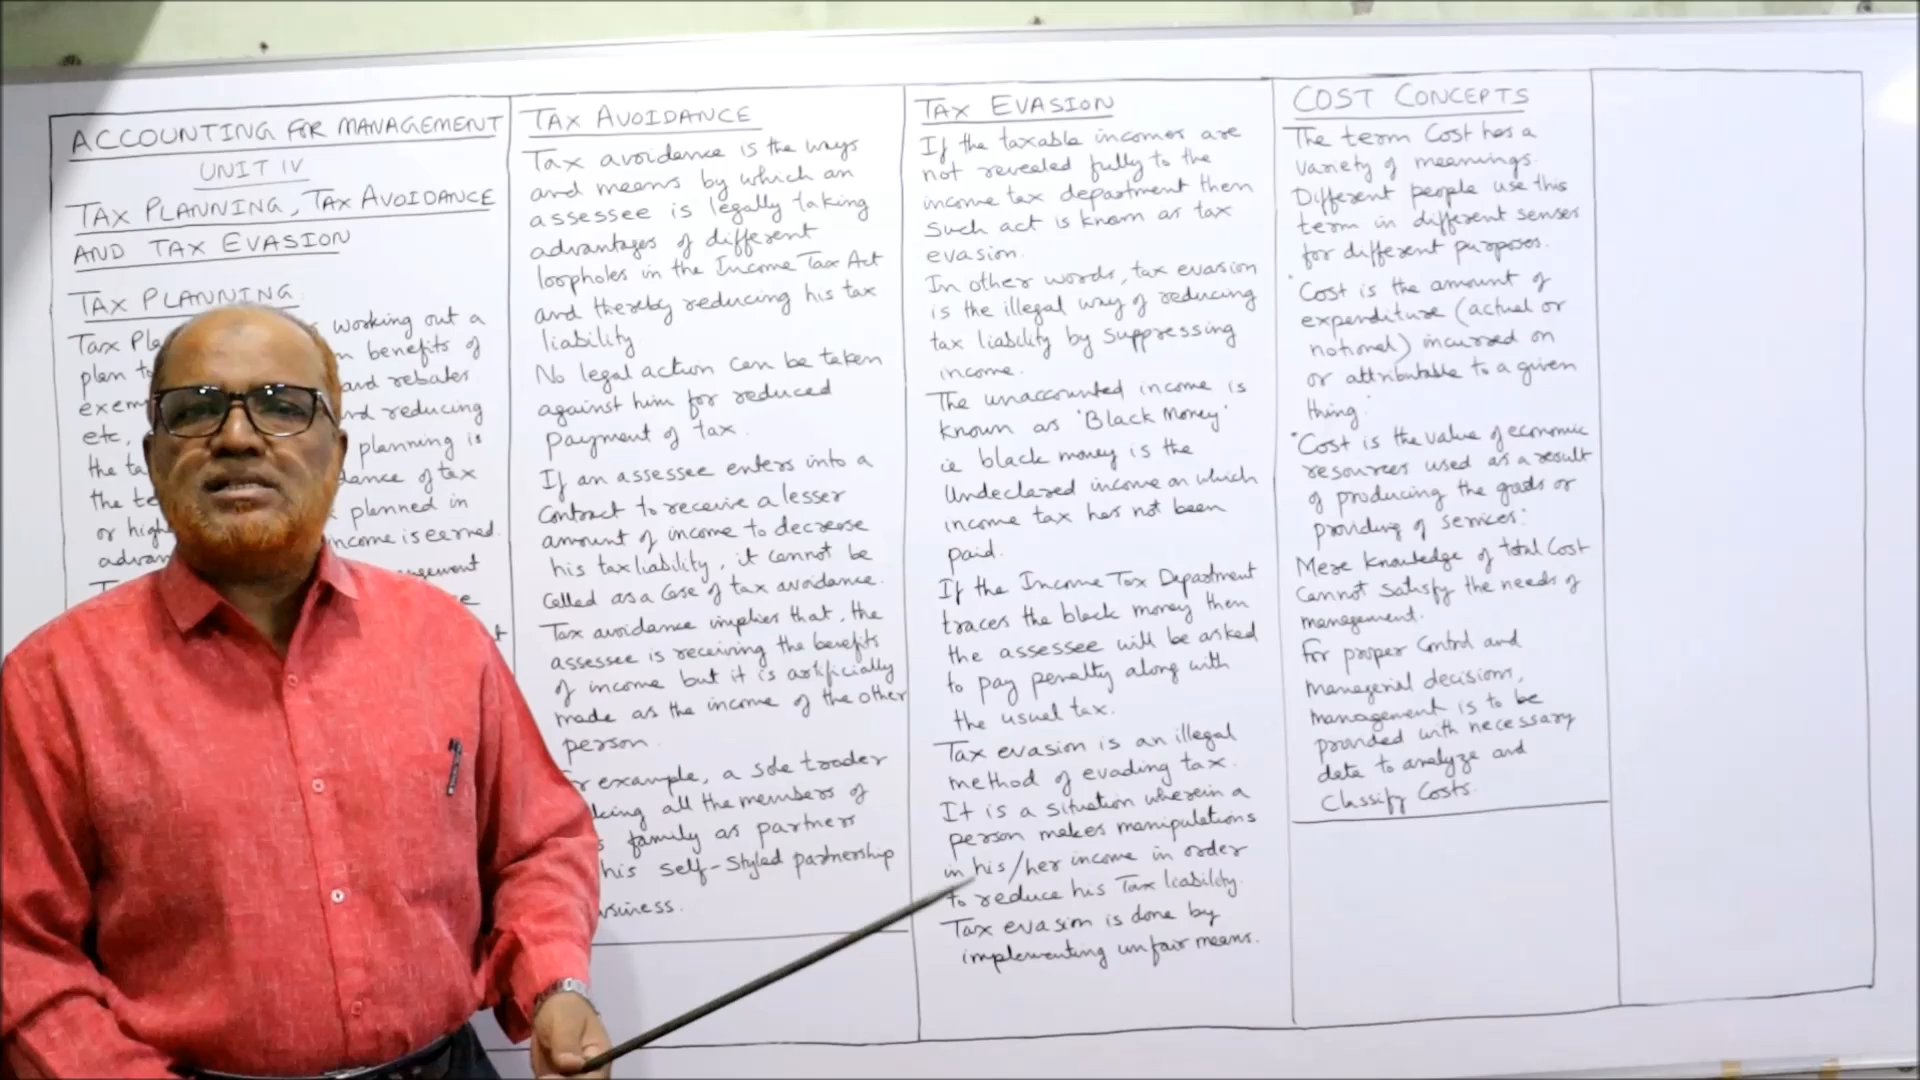 ACCOUNTING FOR MANAGEMENT
UNIT IV
TAX PLANNING, TAX AVOIDANCE
AND TAX EVASION
TAX PLANNING
Tax working out a
plan to benefits of
and rebates
etc, and reducing
the planning is
the of tax
or planned in
income is earned.
TAX AVOIDANCE
Tax avoidance is the ways
and means by which an
assessee is legally taking
advantages of different
loopholes in the Income Tax Act
and thereby reducing his tax
liability.
No legal action can be taken
against him for reduced
payment of tax.
If an assessee enters into a
contract to receive a lesser
amount of income to decrease
his tax liability, it cannot be
called as a case of tax avoidance.
Tax avoidance implies that, the
assessee is receiving the benefits
of income but it is artificially
made as the income of the other
person.
example, a sole trader
all the members of
family as partners
his self-styled partnership
TAX EVASION
If the taxable incomes are
not revealed fully to the
income tax department then
such act is known as tax
evasion.
In other words, tax evasion
is the illegal way of reducing
tax liability by suppressing
income.
The unaccounted income is
known as 'Black Money'
ie black money is the
undeclared income on which
income tax has not been
paid.
If the Income Tax Department
traces the black money then
the assessee will be asked
to pay penalty along with
the usual tax.
Tax evasion is an illegal
method of evading tax.
It is a situation wherein a
person makes manipulations
in his/her income in order
to reduce his Tax liability.
Tax evasion is done by
implementing unfair means.
COST CONCEPTS
The term Cost has a
variety of meanings.
Different people use this
term in different senses
for different purposes.
"Cost is the amount of
expenditure (actual or
notional) incurred on
or attributable to a given
thing."
"Cost is the value of economic
resources used as a result
of producing the goods or
providing of services."
Mere knowledge of total cost
cannot satisfy the needs of
management.
For proper control and
managerial decisions,
management is to be
provided with necessary
data to analyze and
classify costs.